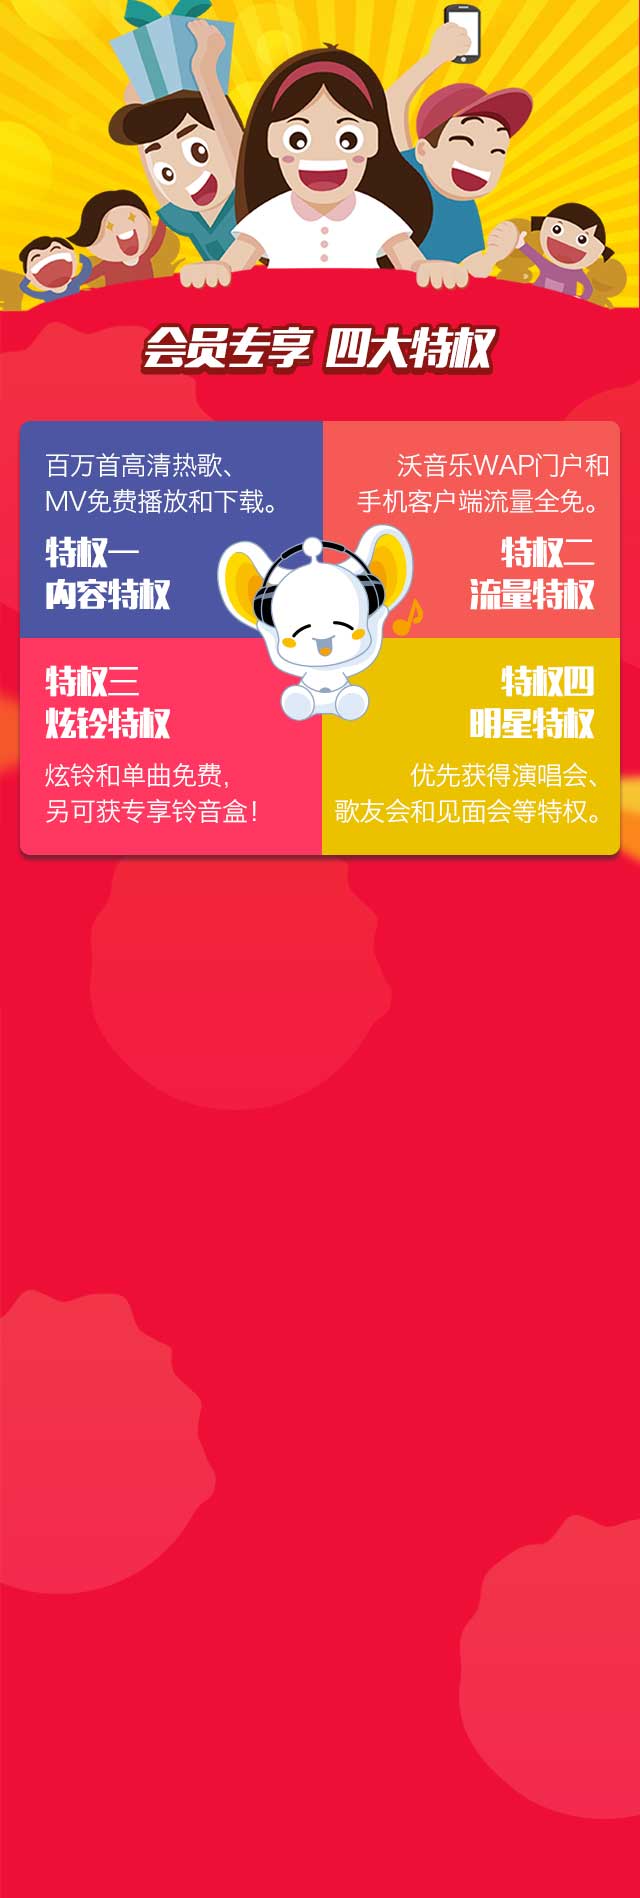 会员专享 四大特权
百万首高清热歌、
MV免费播放和下载。
特权一
内容特权
沃音乐WAP门户和
手机客户端流量全免。
特权二
流量特权
特权三
炫铃特权
炫铃和单曲免费，
另可获专享铃音盒！
特权四
明星特权
优先获得演唱会、
歌友会和见面会等特权。